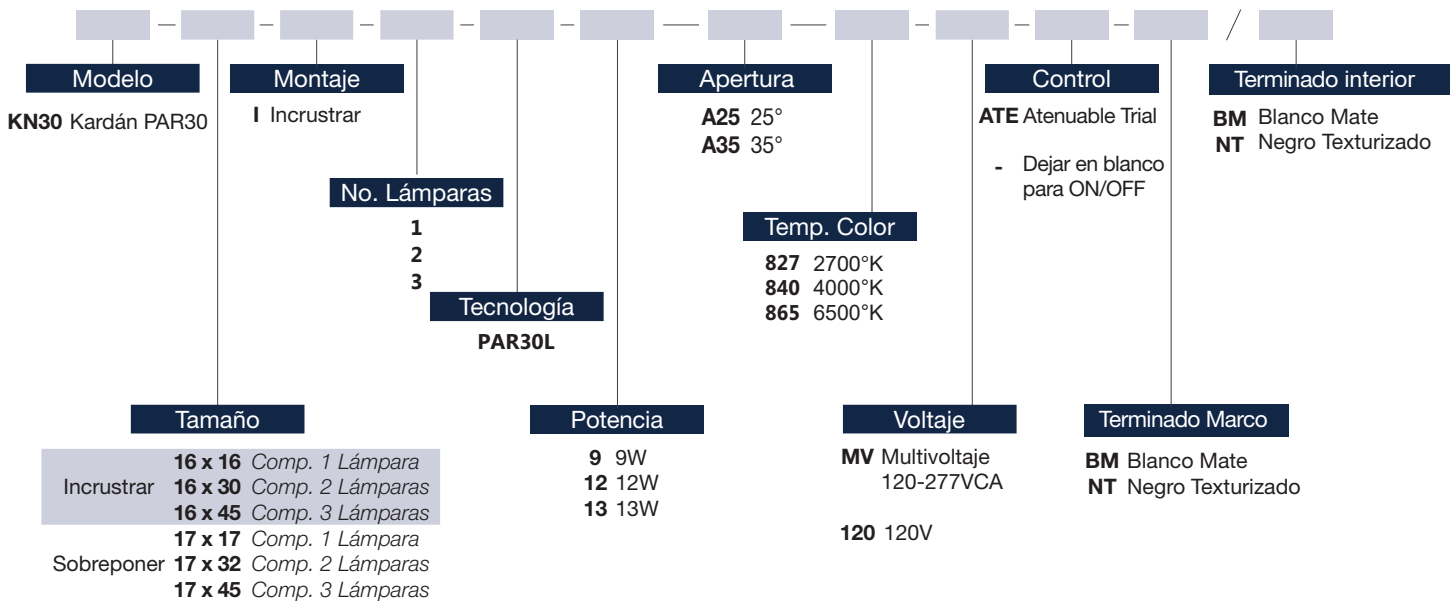 Modelo
KN30 Kardán PAR30
Montaje
I Incrustrar
Apertura
A25 25°
A35 35°
Control
ATE Atenuable Trial
- Dejar en blanco
para ON/OFF
Terminado interior
BM Blanco Mate
NT Negro Texturizado
No. Lámparas
1
2
3
Temp. Color
827 2700°K
840 4000°K
865 6500°K
Tecnología
PAR30L
Tamaño
Incrustrar
16 x 16 Comp. 1 Lámpara
16 x 30 Comp. 2 Lámparas
16 x 45 Comp. 3 Lámparas
Sobreponer
17 x 17 Comp. 1 Lámpara
17 x 32 Comp. 2 Lámparas
17 x 45 Comp. 3 Lámparas
Potencia
9 9W
12 12W
13 13W
Voltaje
MV Multivoltaje
120-277VCA
120 120V
Terminado Marco
BM Blanco Mate
NT Negro Texturizado